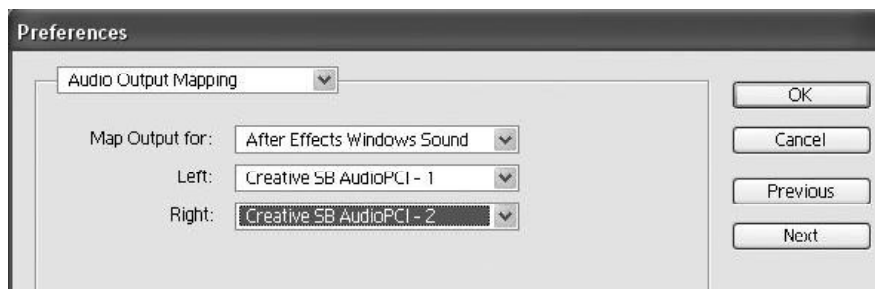 Preferences
Audio Output Mapping
OK
Map Output for: After Effects Windows Sound
Cancel
Left: Creative SB AudioPCI - 1
Previous
Right: Creative SB AudioPCI - 2
Next